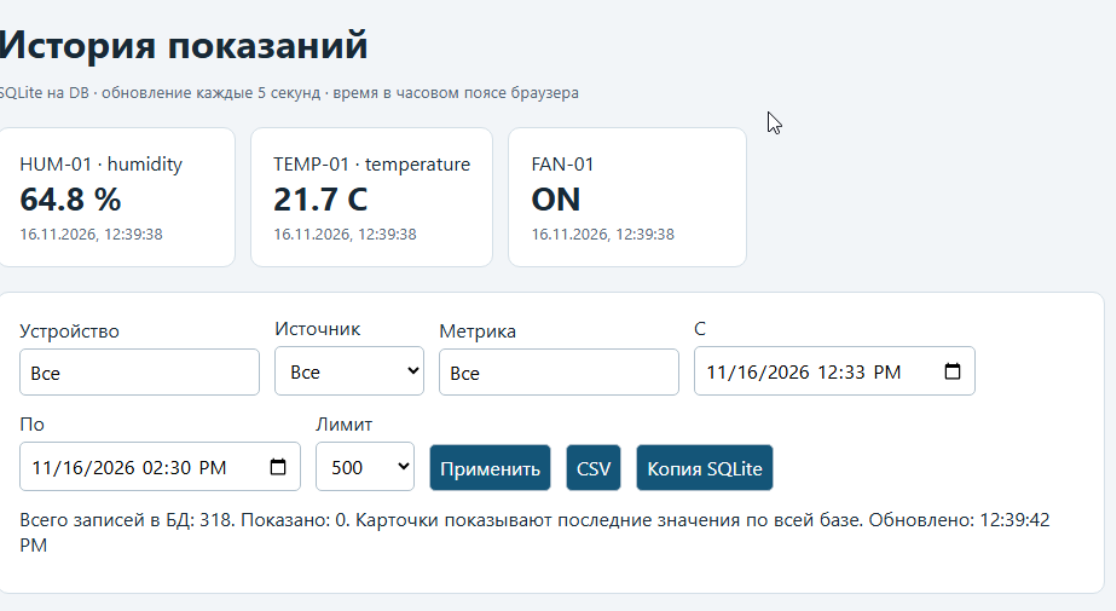 История показаний
SQLite на DB · обновление каждые 5 секунд · время в часовом поясе браузера
HUM-01 · humidity
64.8 %
16.11.2026, 12:39:38
TEMP-01 · temperature
21.7 C
16.11.2026, 12:39:38
FAN-01
ON
16.11.2026, 12:39:38
Устройство
Все
Источник
Все
Метрика
Все
С
11/16/2026 12:33 PM
По
11/16/2026 02:30 PM
Лимит
500
Применить
CSV
Копия SQLite
Всего записей в БД: 318. Показано: 0. Карточки показывают последние значения по всей базе. Обновлено: 12:39:42
PM